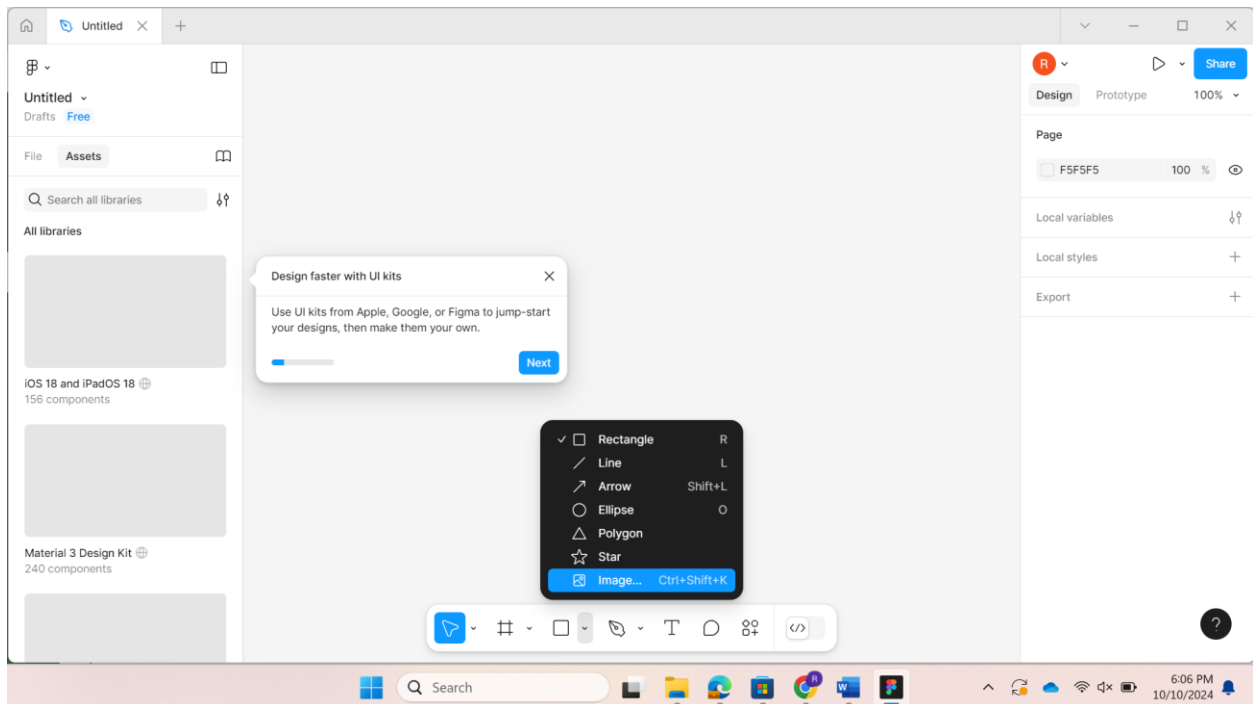 Untitled
R
Share
Untitled
Drafts Free
Design Prototype 100%
File Assets
Page
F5F5F5 100 %
Search all libraries
All libraries
Local variables
Local styles
Export
Design faster with UI kits
Use UI kits from Apple, Google, or Figma to jump-start
your designs, then make them your own.
Next
iOS 18 and iPadOS 18
156 components
Material 3 Design Kit
240 components
Rectangle R
Line L
Arrow Shift+L
Ellipse O
Polygon
Star
Image... Ctrl+Shift+K
T
?
Search
R
W
6:06 PM
10/10/2024